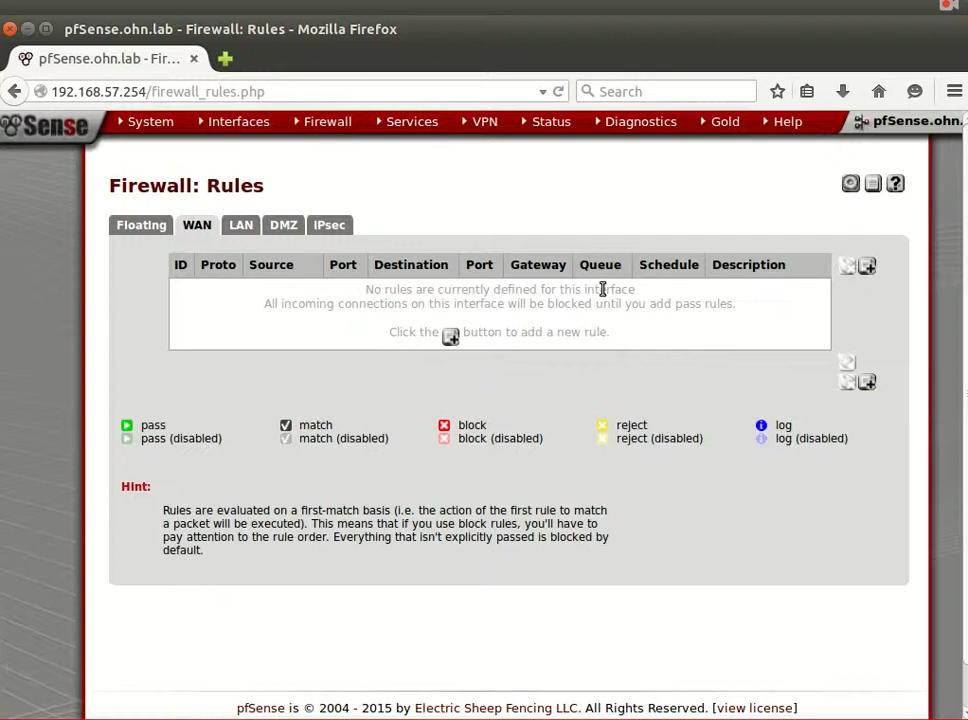 pfSense.ohn.lab - Firewall: Rules - Mozilla Firefox
pfSense.ohn.lab - Fir...
192.168.57.254/firewall_rules.php
Search
Sense
System
Interfaces
Firewall
Services
VPN
Status
Diagnostics
Gold
Help
pfSense.ohn.
Firewall: Rules
Floating
WAN
LAN
DMZ
IPsec
ID Proto Source Port Destination Port Gateway Queue Schedule Description
No rules are currently defined for this interface
All incoming connections on this interface will be blocked until you add pass rules.
Click the button to add a new rule.
pass match block reject log
pass (disabled) match (disabled) block (disabled) reject (disabled) log (disabled)
Hint:
Rules are evaluated on a first-match basis (i.e. the action of the first rule to match
a packet will be executed). This means that if you use block rules, you'll have to
pay attention to the rule order. Everything that isn't explicitly passed is blocked by
default.
pfSense is © 2004 - 2015 by Electric Sheep Fencing LLC. All Rights Reserved. [view license]